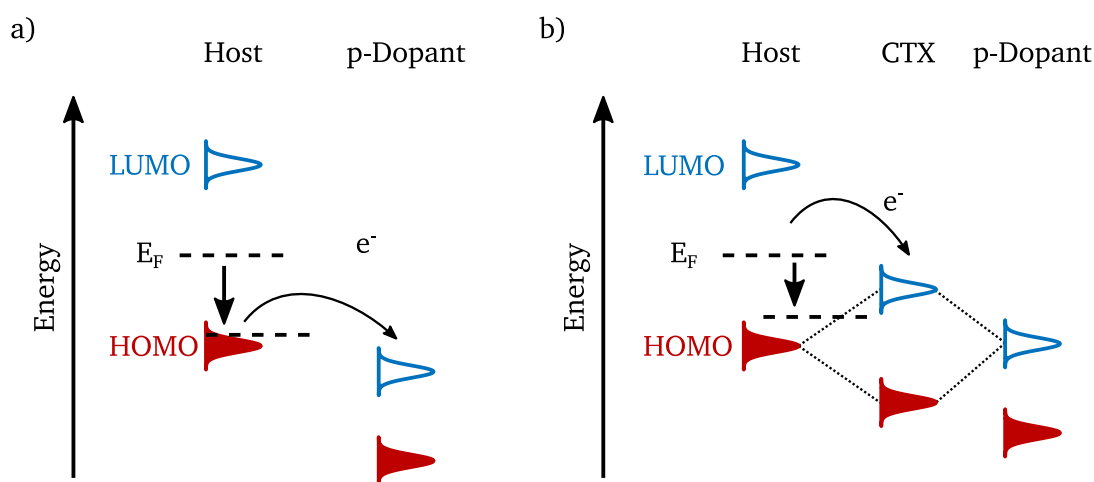 a)
Host p-Dopant
Energy
LUMO
E_F
e-
HOMO
b)
Host CTX p-Dopant
Energy
LUMO
e-
E_F
HOMO